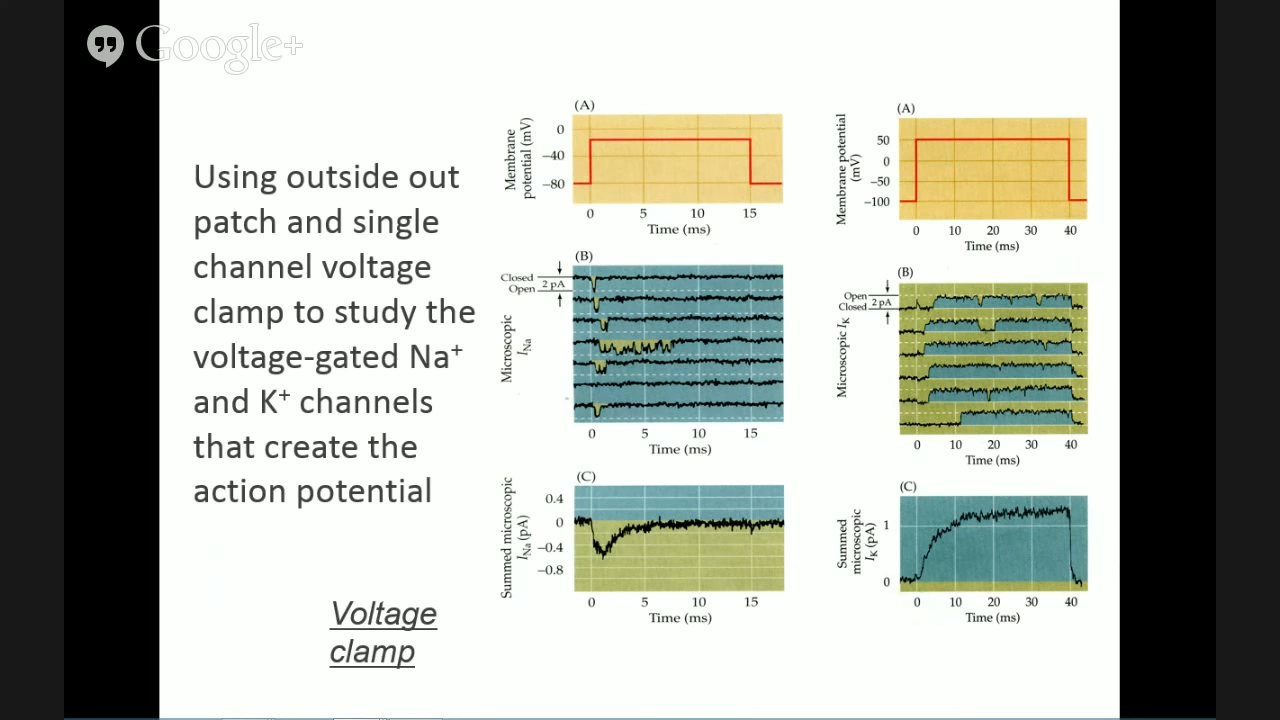 Google+
Using outside out
patch and single
channel voltage
clamp to study the
voltage-gated Na⁺
and K⁺ channels
that create the
action potential
Voltage
clamp
(A)
Membrane
potential (mV)
0
−40
−80
0 5 10 15
Time (ms)
(B)
Closed
Open
2 pA
Microscopic
I_Na
0 5 10 15
Time (ms)
(C)
Summed microscopic
I_Na (pA)
0.4
0
−0.4
−0.8
0 5 10 15
Time (ms)
(A)
Membrane potential
(mV)
50
0
−50
−100
0 10 20 30 40
Time (ms)
(B)
Open
Closed
2 pA
Microscopic I_K
0 10 20 30 40
Time (ms)
(C)
Summed
microscopic
I_K (pA)
1
0
0 10 20 30 40
Time (ms)